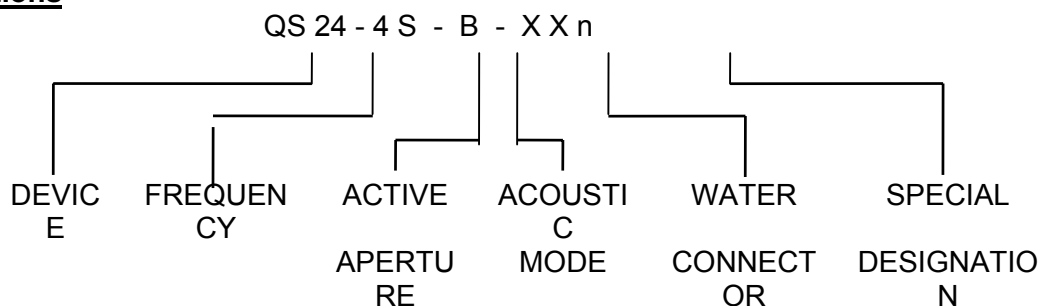 QS 24 - 4 S - B - X X n
DEVIC FREQUEN ACTIVE ACOUSTI WATER SPECIAL
E CY C
APERTU MODE CONNECT DESIGNATIO
RE OR N